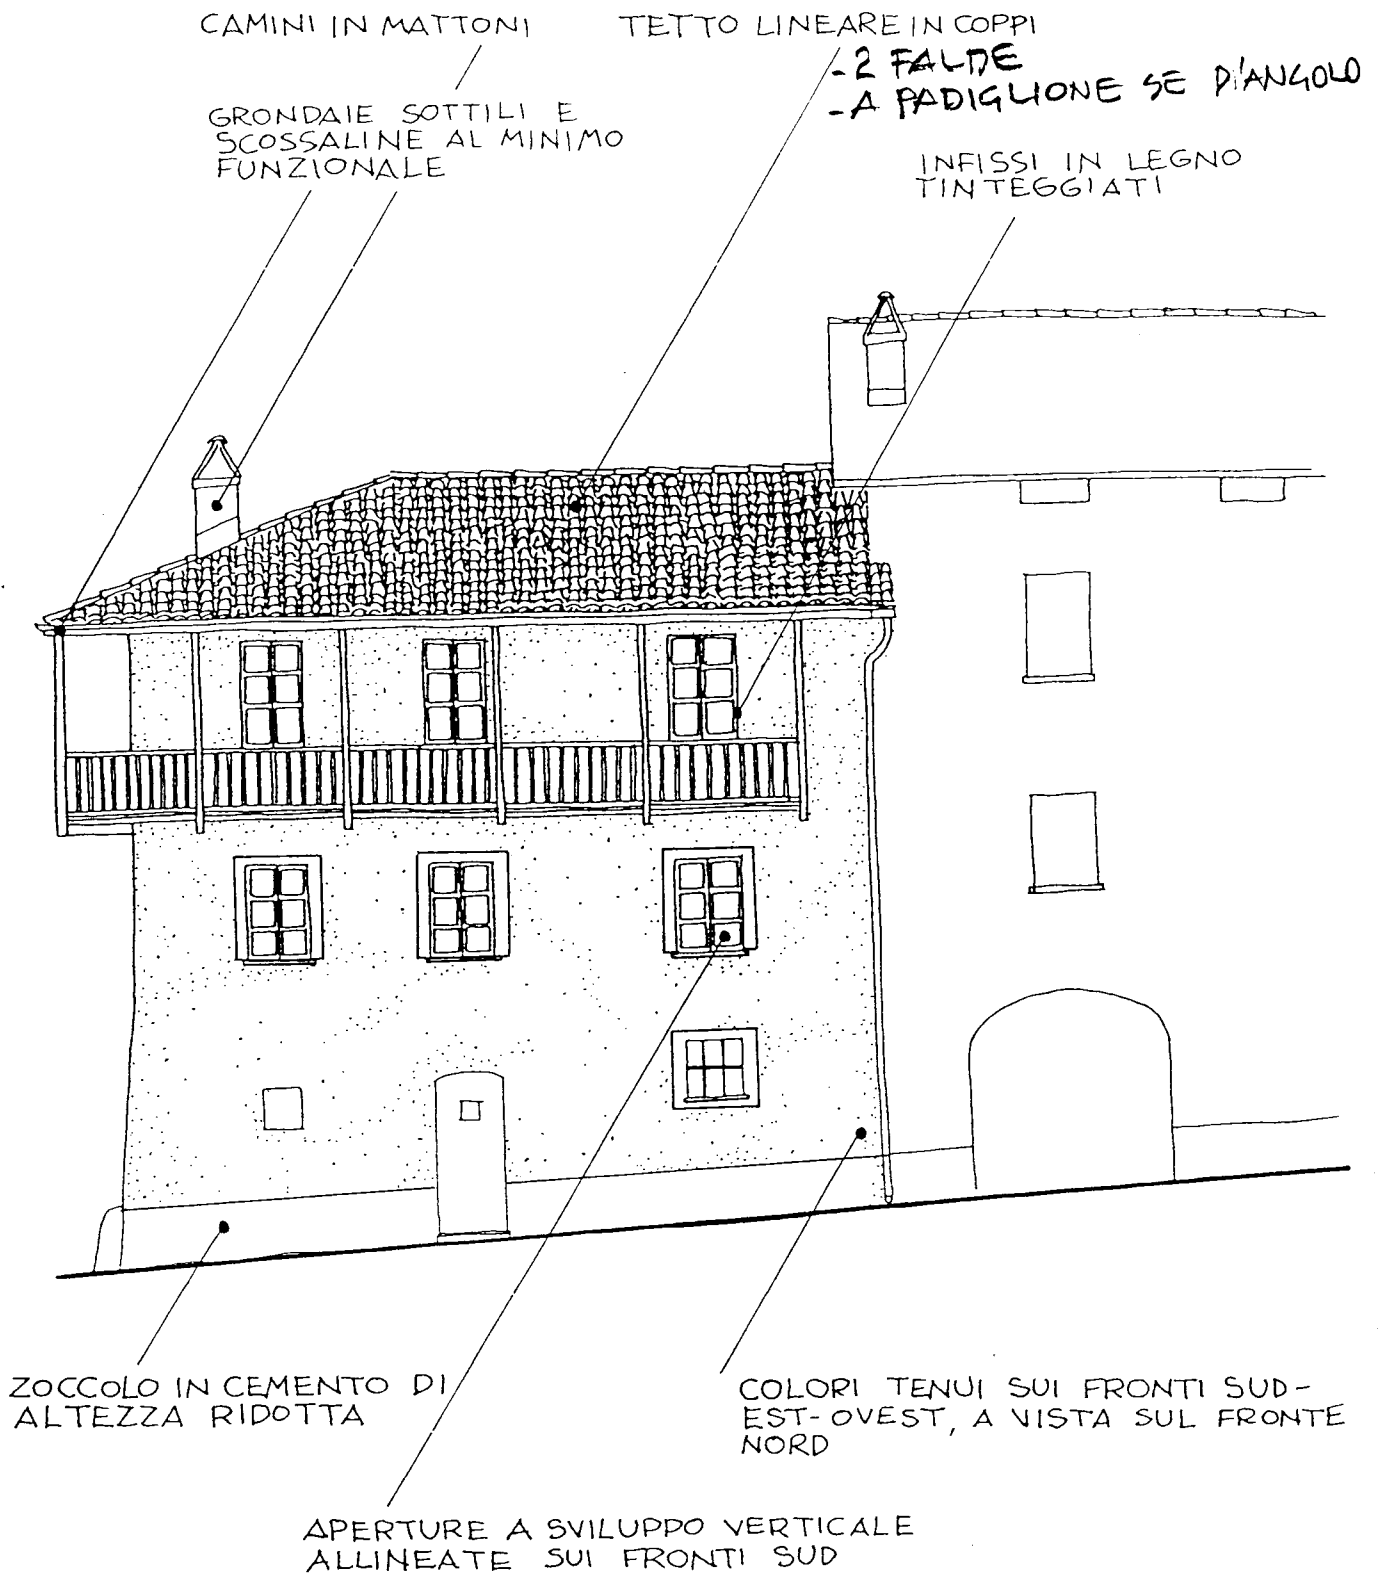 CAMINI IN MATTONI
TETTO LINEARE IN COPPI
- 2 FALDE
- A PADIGLIONE SE D'ANGOLO
GRONDAIE SOTTILI E
SCOSSALINE AL MINIMO
FUNZIONALE
INFISSI IN LEGNO
TINTEGGIATI
ZOCCOLO IN CEMENTO DI
ALTEZZA RIDOTTA
COLORI TENUI SUI FRONTI SUD-
EST-OVEST, A VISTA SUL FRONTE
NORD
APERTURE A SVILUPPO VERTICALE
ALLINEATE SUI FRONTI SUD